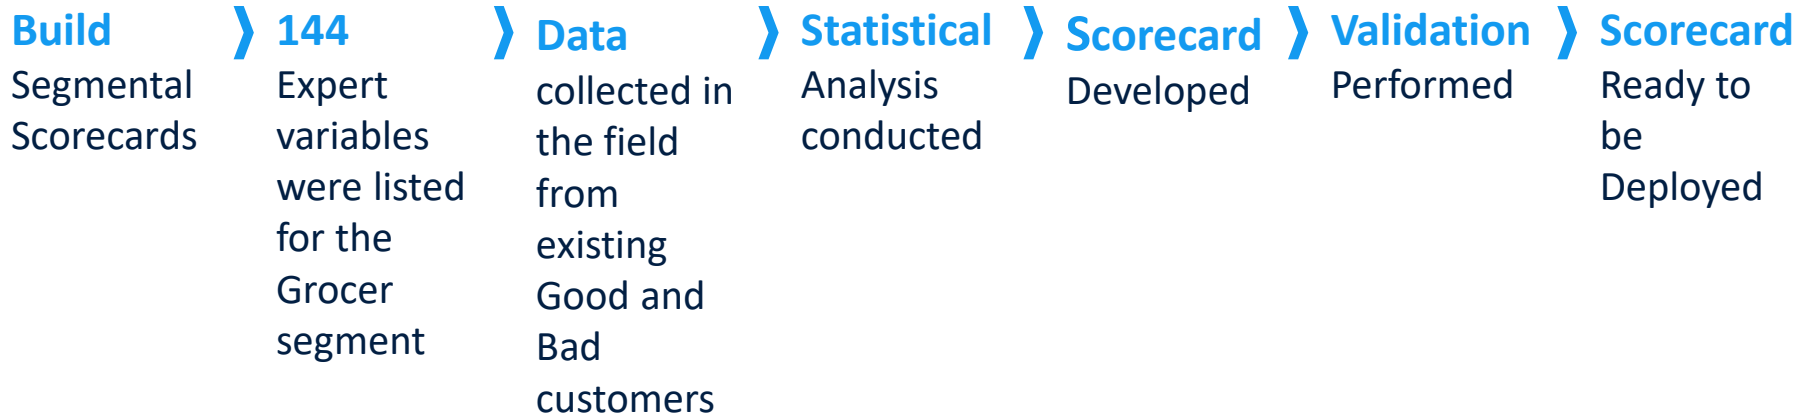 Build
Segmental
Scorecards
144
Expert
variables
were listed
for the
Grocer
segment
Data
collected in
the field
from
existing
Good and
Bad
customers
Statistical
Analysis
conducted
Scorecard
Developed
Validation
Performed
Scorecard
Ready to
be
Deployed